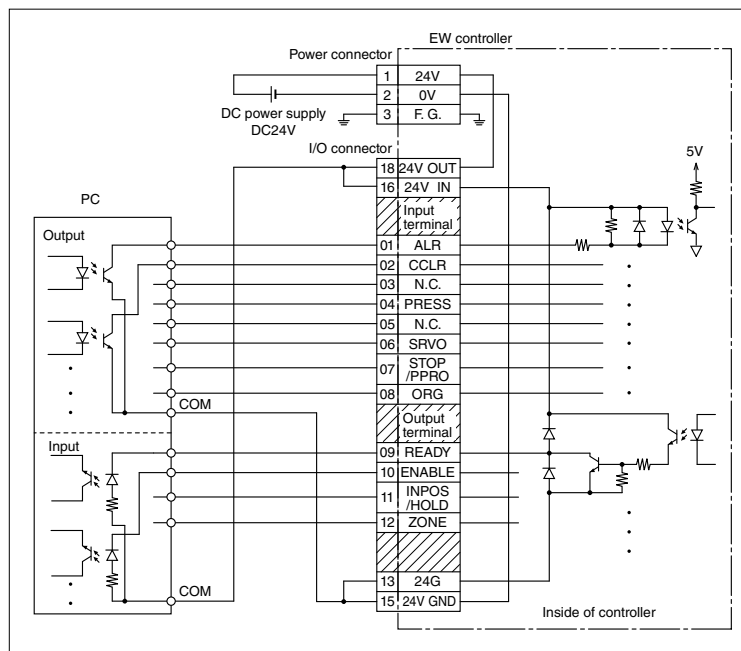 EW controller
Power connector
1 24V
2 0V
3 F. G.
DC power supply
DC24V
I/O connector
18 24V OUT
16 24V IN
5V
PC
Input
terminal
Output
01 ALR
02 CCLR
03 N.C.
04 PRESS
05 N.C.
06 SRVO
07 STOP
/PPRO
08 ORG
COM
Output
terminal
Input
09 READY
10 ENABLE
11 INPOS
/HOLD
12 ZONE
COM
13 24G
15 24V GND
Inside of controller